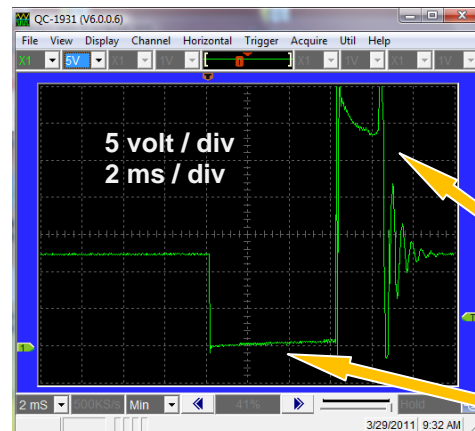 QC-1931 (V6.0.0.6)
File View Display Channel Horizontal Trigger Acquire Util Help
X1 5V X1 1V X1 1V X1 1V
5 volt / div
2 ms / div
1
T
2 mS 500KS/s Min 41% Hold
3/29/2011 9:32 AM